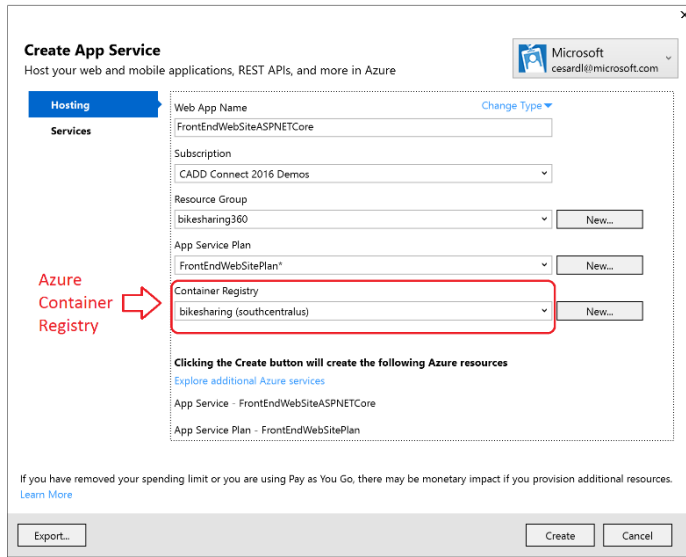 Create App Service
Host your web and mobile applications, REST APIs, and more in Azure
Microsoft
cesardl@microsoft.com
Hosting
Services
Web App Name
Change Type
FrontEndWebSiteASPNETCore
Subscription
CADD Connect 2016 Demos
Resource Group
bikesharing360
New...
App Service Plan
FrontEndWebSitePlan*
New...
Azure
Container
Registry
Container Registry
bikesharing (southcentralus)
New...
Clicking the Create button will create the following Azure resources
Explore additional Azure services
App Service - FrontEndWebSiteASPNETCore
App Service Plan - FrontEndWebSitePlan
If you have removed your spending limit or you are using Pay as You Go, there may be monetary impact if you provision additional resources.
Learn More
Export...
Create
Cancel